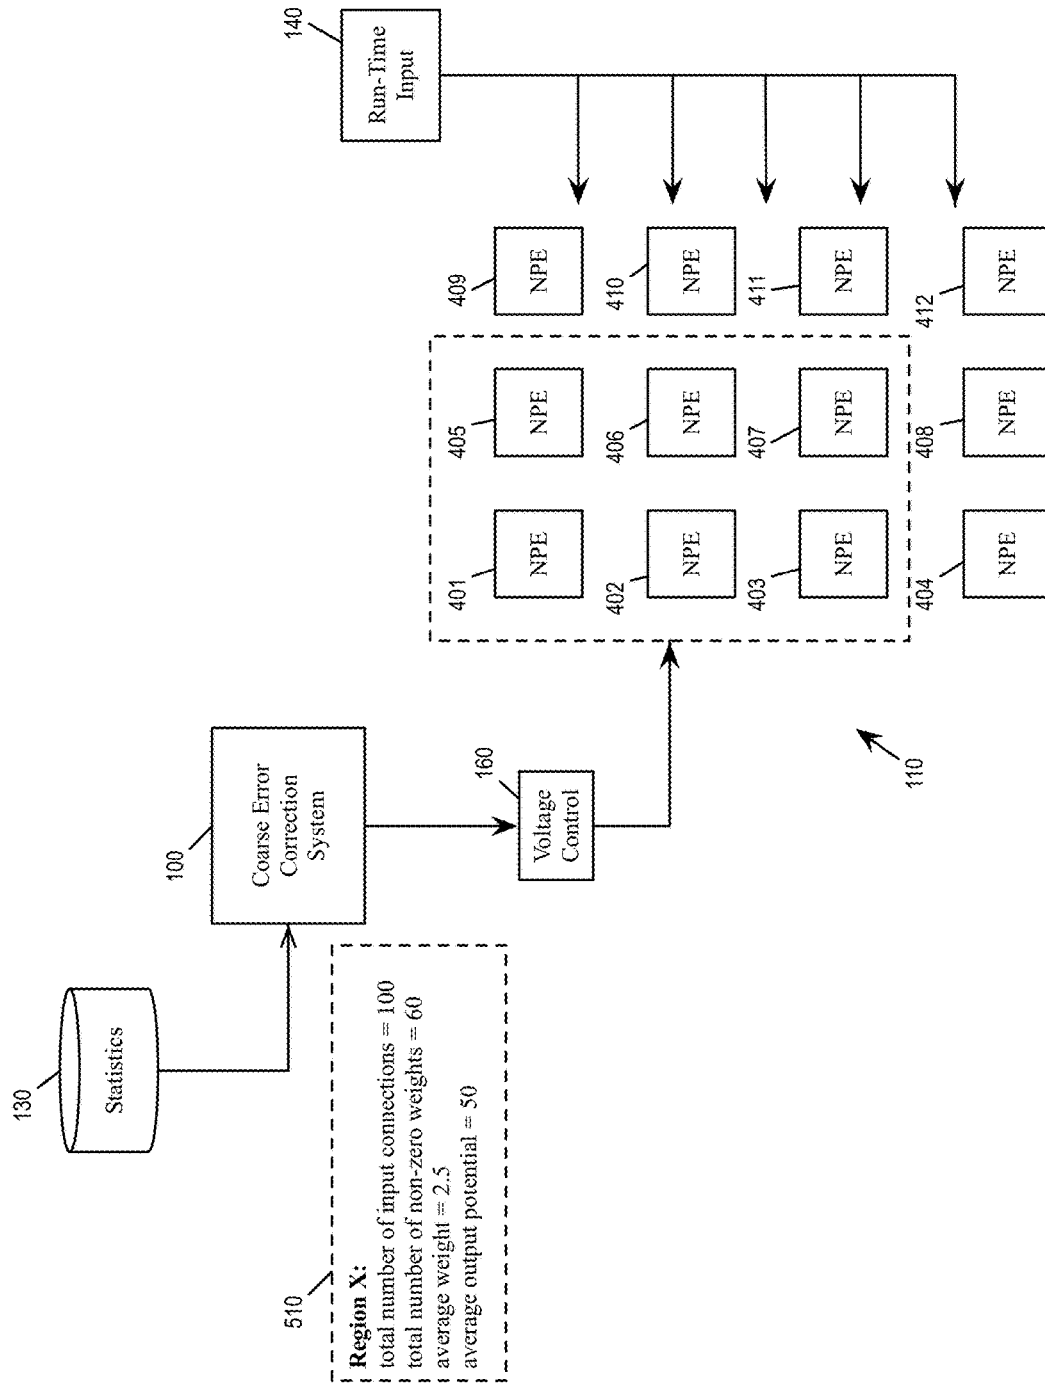 130
Statistics
510
Region X:
total number of input connections = 100
total number of non-zero weights = 60
average weight = 2.5
average output potential = 50
100
Coarse Error
Correction
System
160
Voltage
Control
110
401
NPE
402
NPE
403
NPE
404
NPE
405
NPE
406
NPE
407
NPE
408
NPE
409
NPE
410
NPE
411
NPE
412
NPE
140
Run-Time
Input